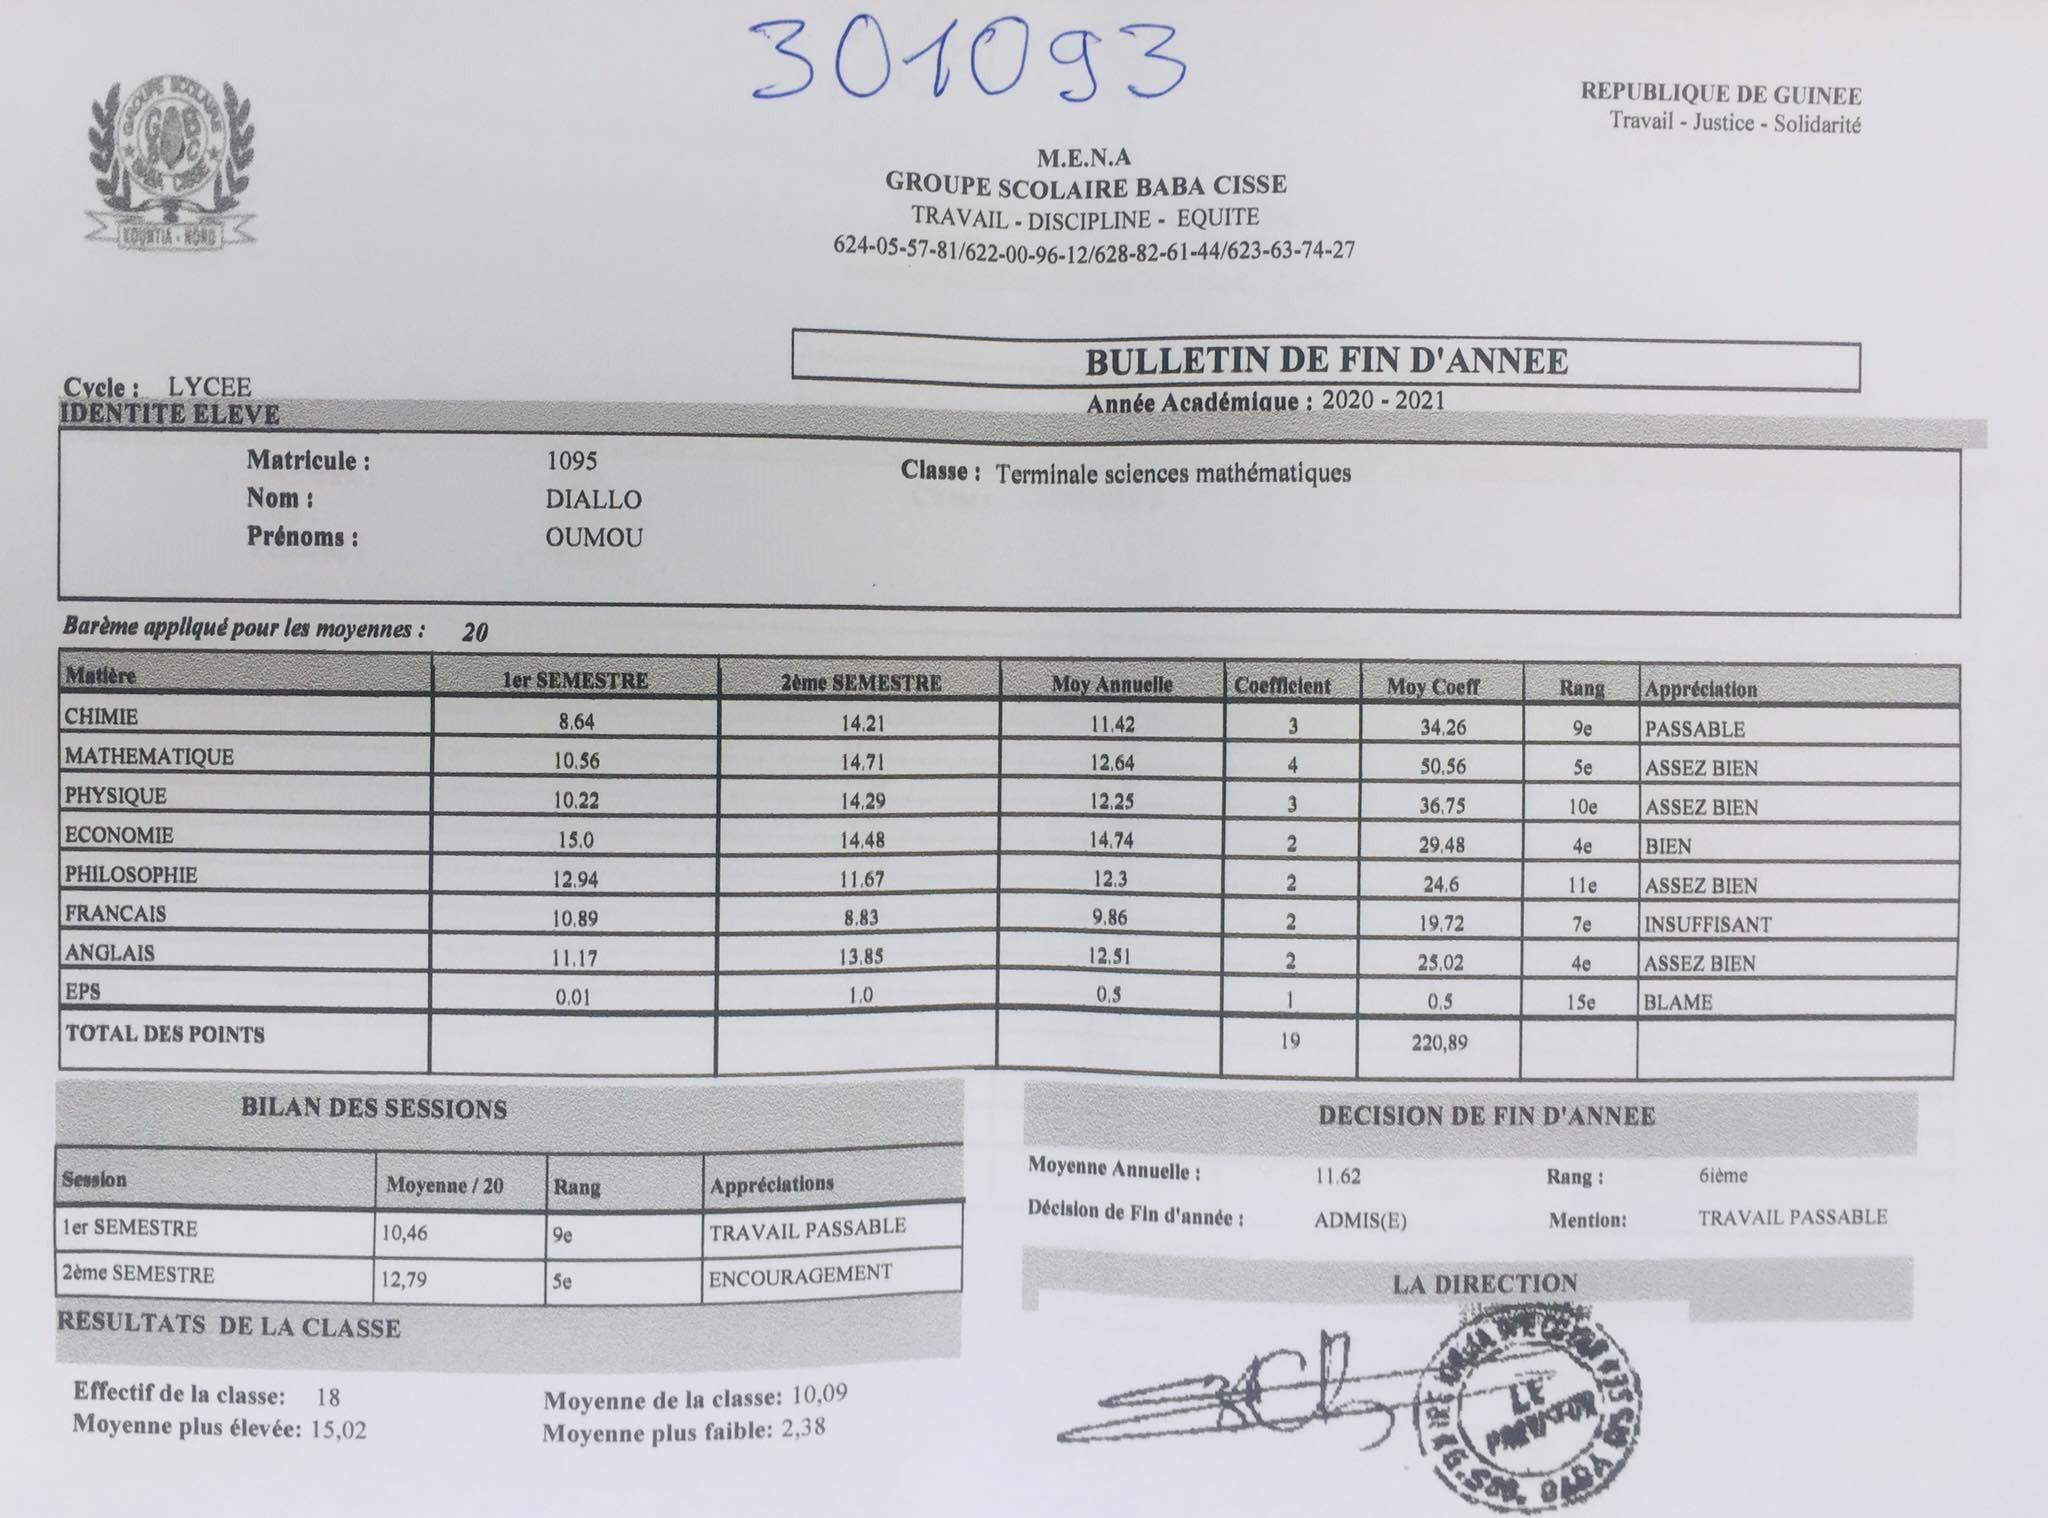 301093
GROUPE SCOLAIRE
BABA CISSE
KOUNTIA - NORD
REPUBLIQUE DE GUINEE
Travail - Justice - Solidarité
M.E.N.A
GROUPE SCOLAIRE BABA CISSE
TRAVAIL - DISCIPLINE - EQUITE
624-05-57-81/622-00-96-12/628-82-61-44/623-63-74-27
BULLETIN DE FIN D'ANNEE
Cycle : LYCEE
Année Académique : 2020 - 2021
IDENTITE ELEVE
Matricule : 1095 Classe : Terminale sciences mathématiques
Nom : DIALLO
Prénoms : OUMOU
Barème appliqué pour les moyennes : 20
Matière 1er SEMESTRE 2ème SEMESTRE Moy Annuelle Coefficient Moy Coeff Rang Appréciation
CHIMIE 8.64 14.21 11.42 3 34.26 9e PASSABLE
MATHEMATIQUE 10.56 14.71 12.64 4 50.56 5e ASSEZ BIEN
PHYSIQUE 10.22 14.29 12.25 3 36.75 10e ASSEZ BIEN
ECONOMIE 15.0 14.48 14.74 2 29.48 4e BIEN
PHILOSOPHIE 12.94 11.67 12.3 2 24.6 11e ASSEZ BIEN
FRANCAIS 10.89 8.83 9.86 2 19.72 7e INSUFFISANT
ANGLAIS 11.17 13.85 12.51 2 25.02 4e ASSEZ BIEN
EPS 0.01 1.0 0.5 1 0.5 15e BLAME
TOTAL DES POINTS 19 220,89
BILAN DES SESSIONS
Session Moyenne / 20 Rang Appréciations
1er SEMESTRE 10,46 9e TRAVAIL PASSABLE
2ème SEMESTRE 12,79 5e ENCOURAGEMENT
DECISION DE FIN D'ANNEE
Moyenne Annuelle : 11.62 Rang : 6ième
Décision de Fin d'année : ADMIS(E) Mention: TRAVAIL PASSABLE
RESULTATS DE LA CLASSE
Effectif de la classe: 18 Moyenne de la classe: 10,09
Moyenne plus élevée: 15,02 Moyenne plus faible: 2,38
LA DIRECTION
LE
PROVISEUR